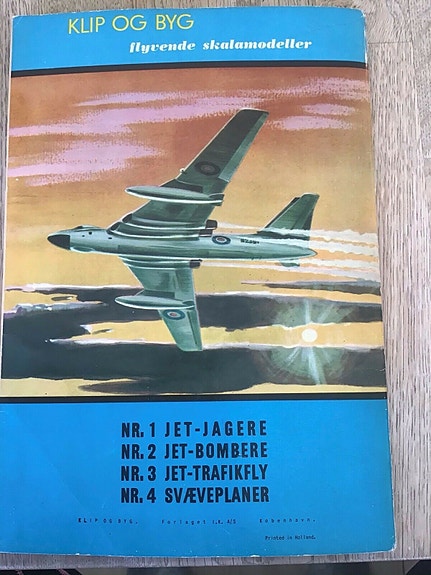 KLIP OG BYG
flyvende skalamodeller
NR. 1 JET-JAGERE
NR. 2 JET-BOMBERE
NR. 3 JET-TRAFIKFLY
NR. 4 SVÆVEPLANER
KLIP OG BYG. Forlaget I.K. A/S København.
Printed in Holland.